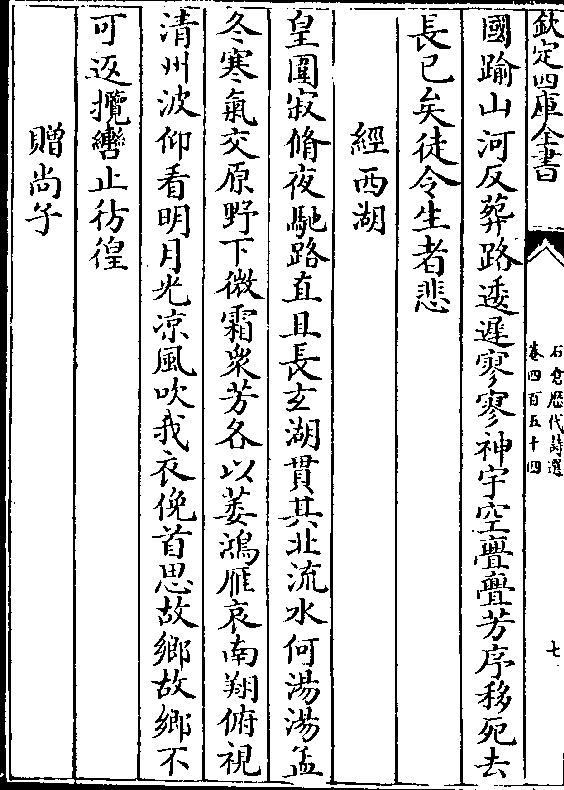 欽定四庫全書
石倉歷代詩選
卷四百五十四
七
國踰山河反葬路逶遲寥寥神宇空亹亹芳序移死去
長已矣徒令生者悲
經西湖
皇圍寂脩夜馳路直且長玄湖貫其北流水何湯湯孟
冬寒氣交原野下微霜衆芳各以萎鴻雁哀南翔俯視
清州波仰看明月光凉風吹我衣俛首思故鄉故鄉不
可返攬轡止彷徨
贈尚子